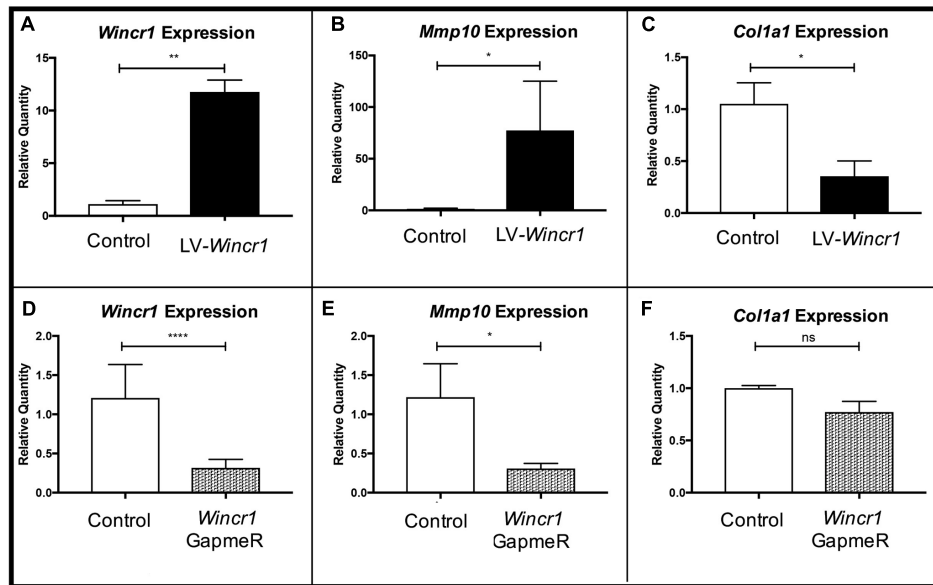 A
Wincr1 Expression
**
Relative Quantity
15
10
5
0
Control
LV-Wincr1
B
Mmp10 Expression
*
Relative Quantity
150
100
50
0
Control
LV-Wincr1
C
Col1a1 Expression
*
Relative Quantity
1.5
1.0
0.5
0.0
Control
LV-Wincr1
D
Wincr1 Expression
****
Relative Quantity
2.0
1.5
1.0
0.5
0.0
Control
Wincr1
GapmeR
E
Mmp10 Expression
*
Relative Quantity
2.0
1.5
1.0
0.5
0.0
Control
Wincr1
GapmeR
F
Col1a1 Expression
ns
Relative Quantity
1.5
1.0
0.5
0.0
Control
Wincr1
GapmeR